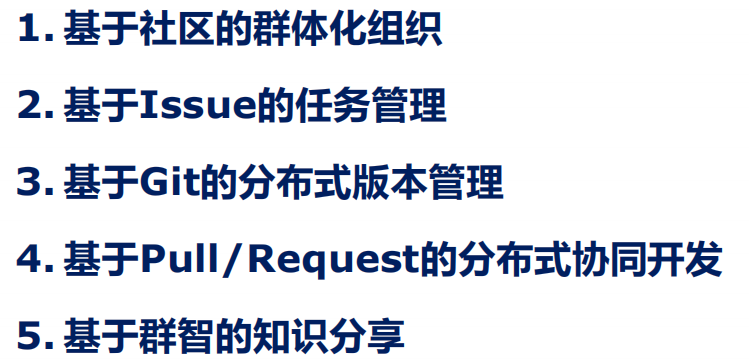 1. 基于社区的群体化组织
2. 基于Issue的任务管理
3. 基于Git的分布式版本管理
4. 基于Pull/Request的分布式协同开发
5. 基于群智的知识分享